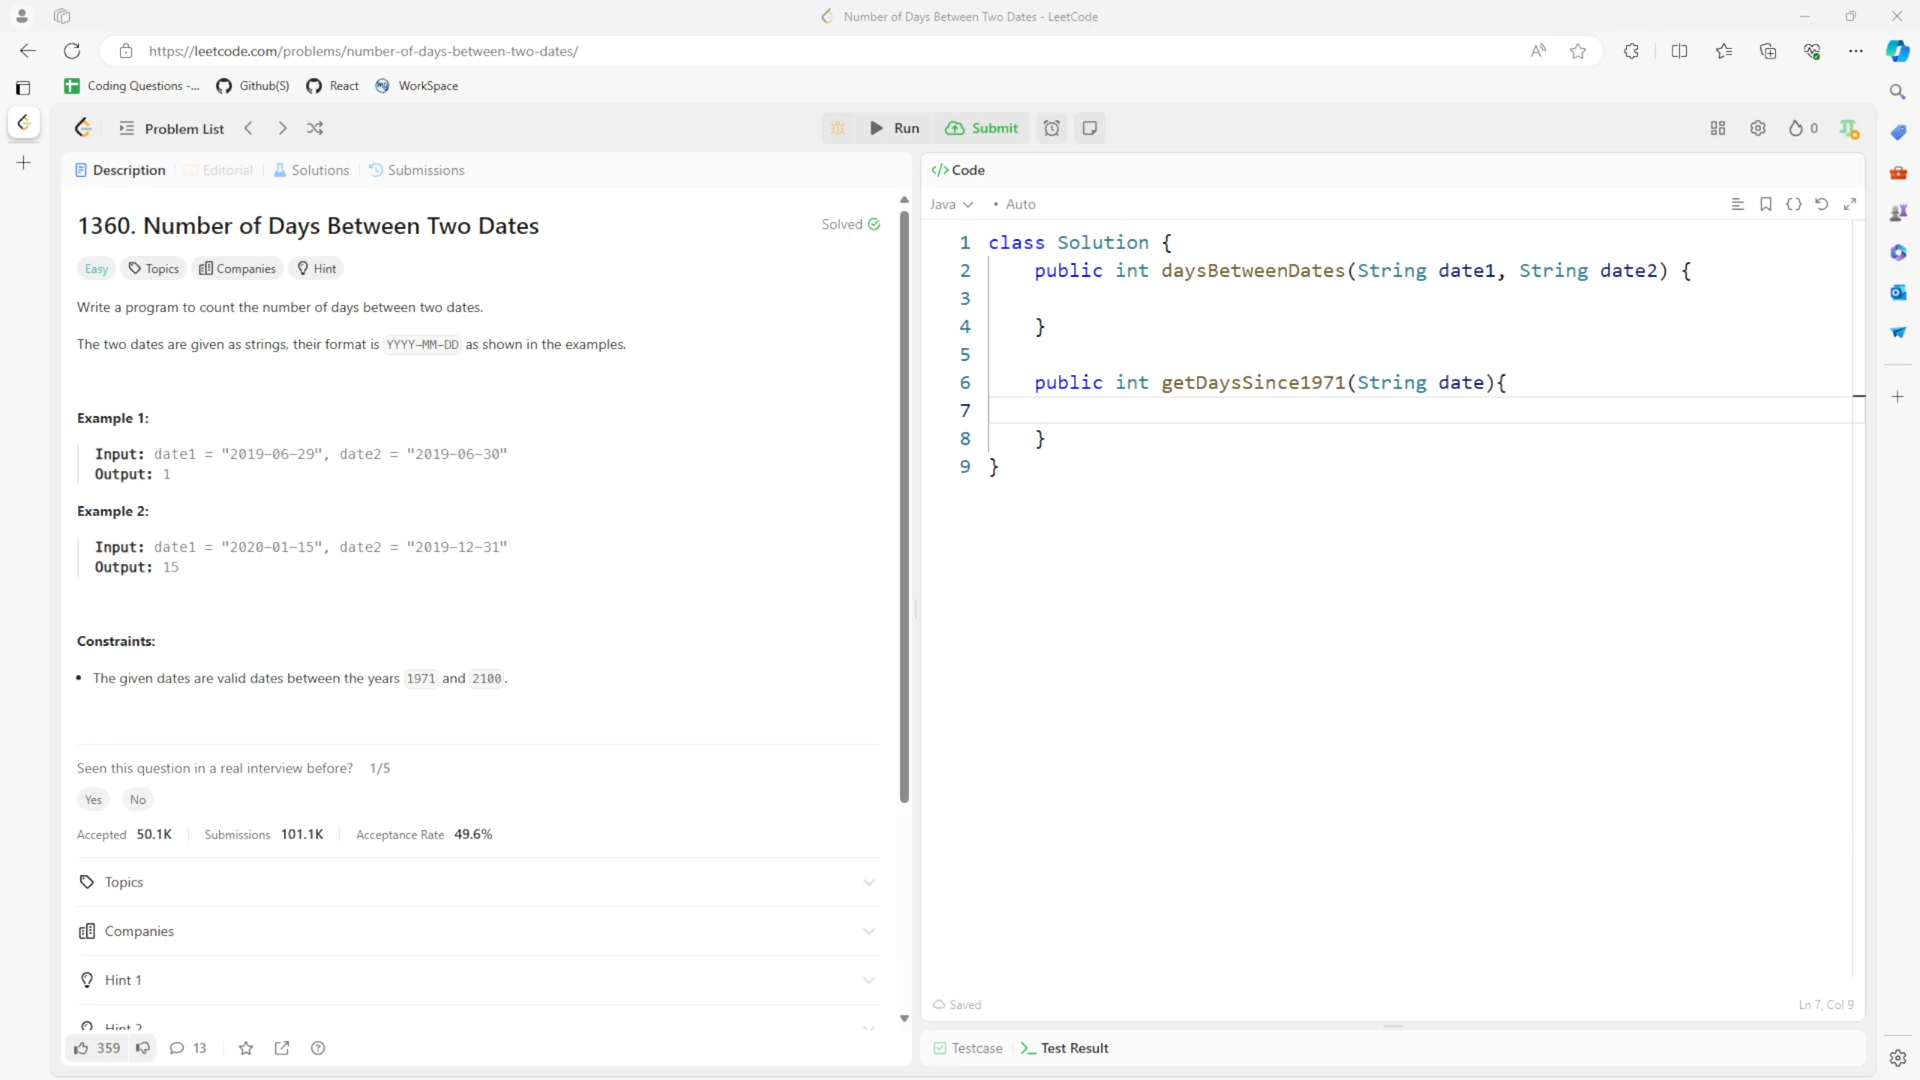 Number of Days Between Two Dates - LeetCode
https://leetcode.com/problems/number-of-days-between-two-dates/
Coding Questions -...
Github(S)
React
WorkSpace
Problem List
Run
Submit
0
Description
Editorial
Solutions
Submissions
</> Code
Java
• Auto
1360. Number of Days Between Two Dates
Solved
Easy
Topics
Companies
Hint
Write a program to count the number of days between two dates.
The two dates are given as strings, their format is YYYY-MM-DD as shown in the examples.
Example 1:
Input: date1 = "2019-06-29", date2 = "2019-06-30"
Output: 1
Example 2:
Input: date1 = "2020-01-15", date2 = "2019-12-31"
Output: 15
Constraints:
• The given dates are valid dates between the years 1971 and 2100.
Seen this question in a real interview before? 1/5
Yes
No
Accepted 50.1K
Submissions 101.1K
Acceptance Rate 49.6%
Topics
Companies
Hint 1
Hint 2
359
13
1 class Solution {
2 public int daysBetweenDates(String date1, String date2) {
3
4 }
5
6 public int getDaysSince1971(String date){
7
8 }
9 }
Saved
Ln 7, Col 9
Testcase
Test Result